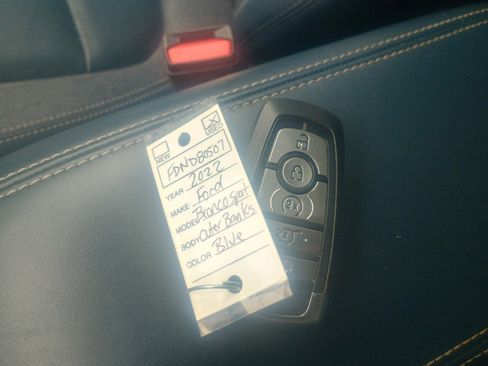 NEW
USED
FDND80507
YEAR 2022
MAKE Ford
MODEL Bronco Sport
BODY Outer Banks
COLOR Blue